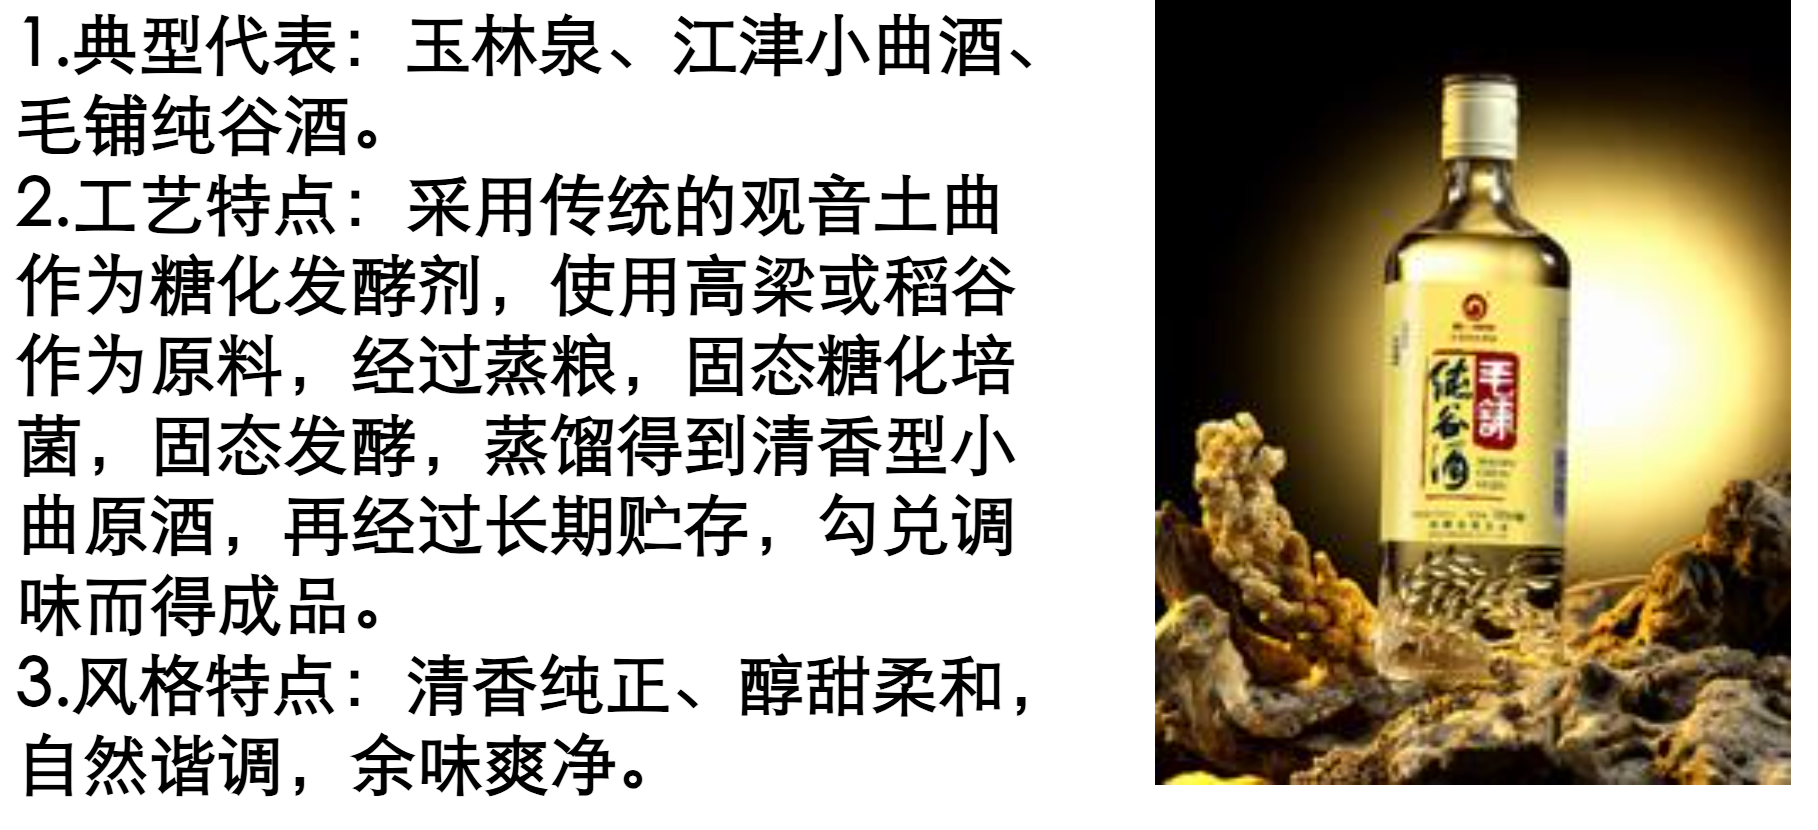 1.典型代表：玉林泉、江津小曲酒、
毛铺纯谷酒。
2.工艺特点：采用传统的观音土曲
作为糖化发酵剂，使用高粱或稻谷
作为原料，经过蒸粮，固态糖化培
菌，固态发酵，蒸馏得到清香型小
曲原酒，再经过长期贮存，勾兑调
味而得成品。
3.风格特点：清香纯正、醇甜柔和，
自然谐调，余味爽净。
毛铺
纯谷酒